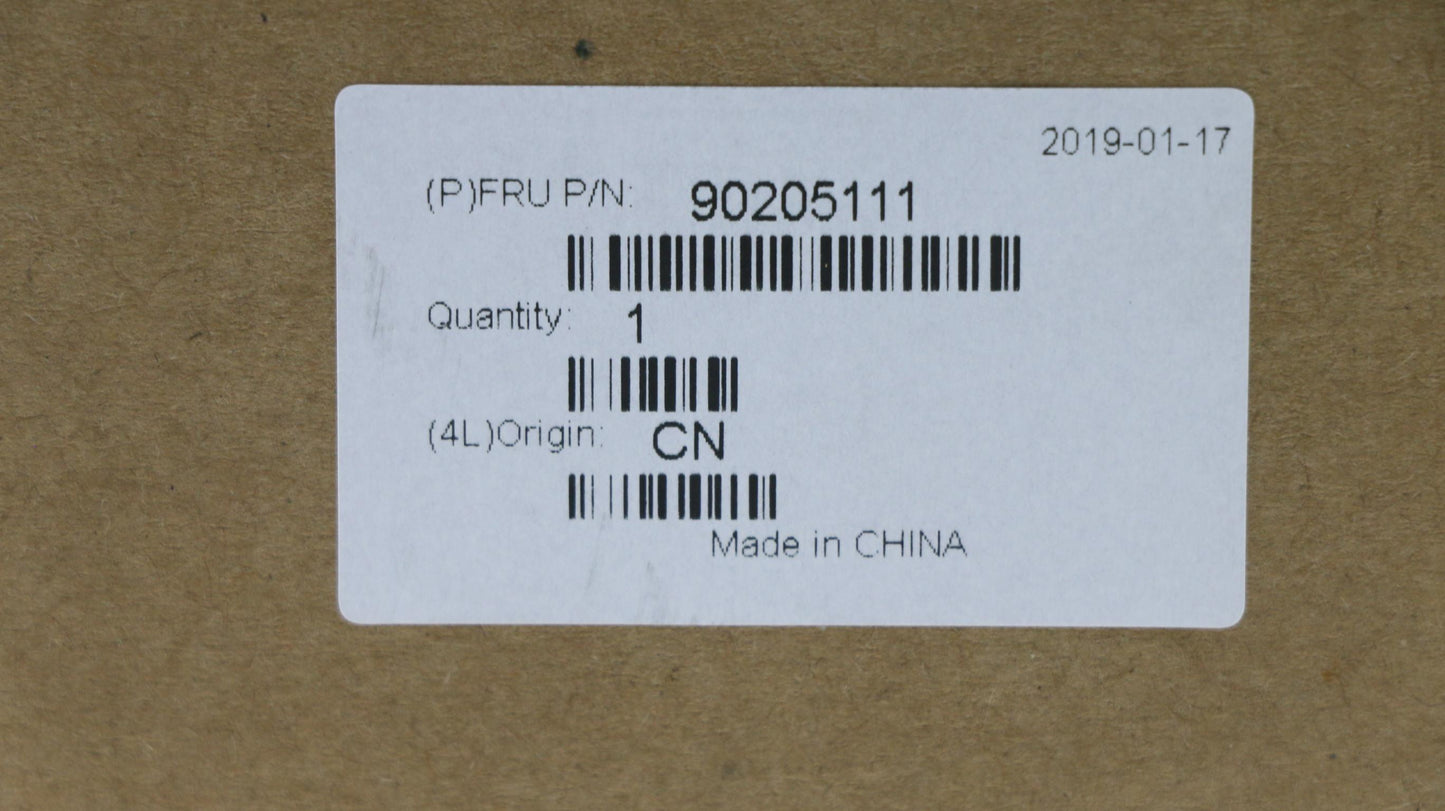 2019-01-17
(P)FRU P/N: 90205111
Quantity: 1
(4L)Origin: CN
Made in CHINA